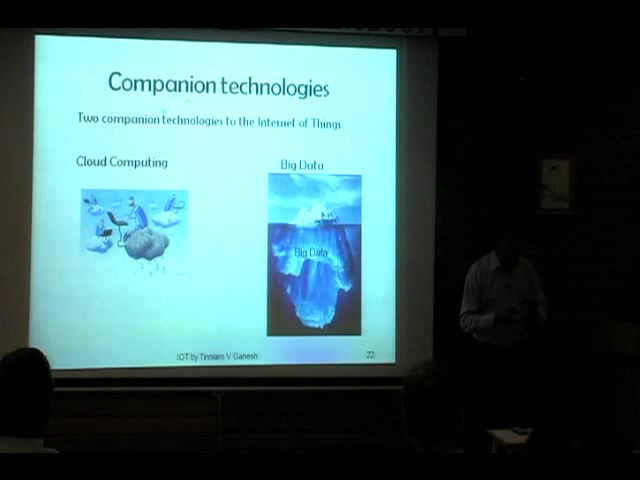 Companion technologies
Two companion technologies to the Internet of Things
Cloud Computing
Big Data
Big Data
IOT by Tinniam V Ganesh
22